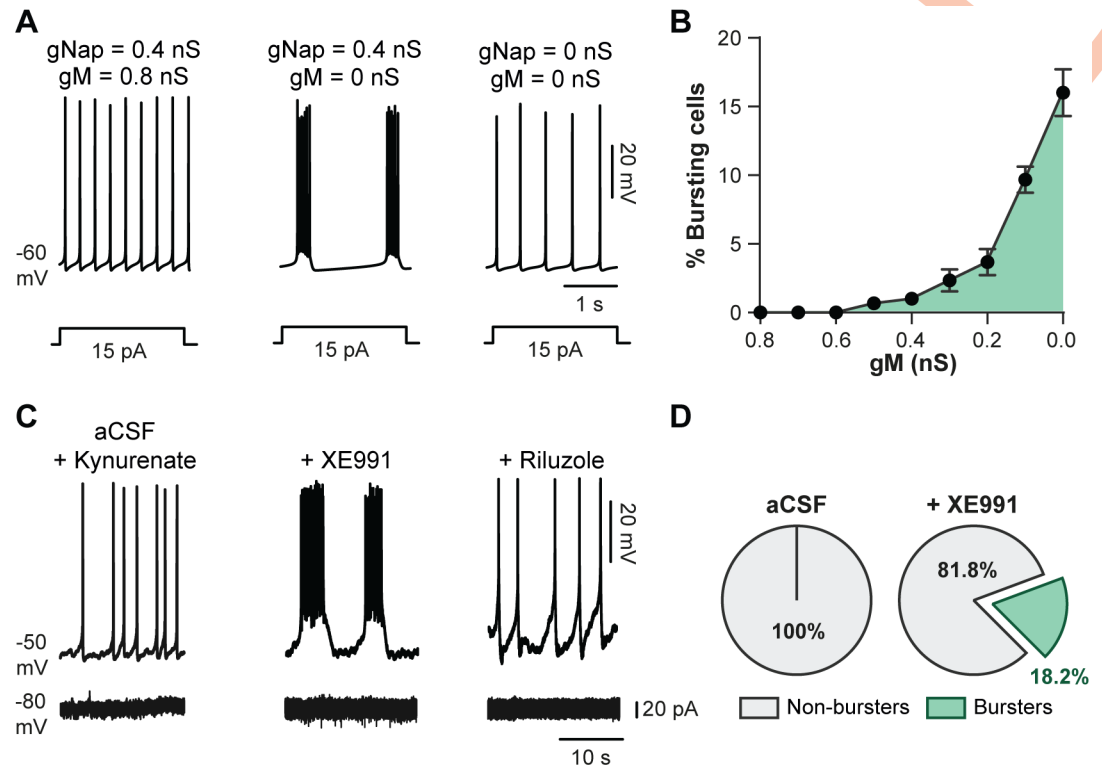 A
gNap = 0.4 nS
gM = 0.8 nS
gNap = 0.4 nS
gM = 0 nS
gNap = 0 nS
gM = 0 nS
20 mV
-60
mV
1 s
15 pA
15 pA
15 pA
B
% Bursting cells
20
15
10
5
0
0.8
0.6
0.4
0.2
0.0
gM (nS)
C
aCSF
+ Kynurenate
+ XE991
+ Riluzole
20 mV
-50
mV
-80
mV
20 pA
10 s
D
aCSF
+ XE991
100%
81.8%
18.2%
Non-bursters
Bursters